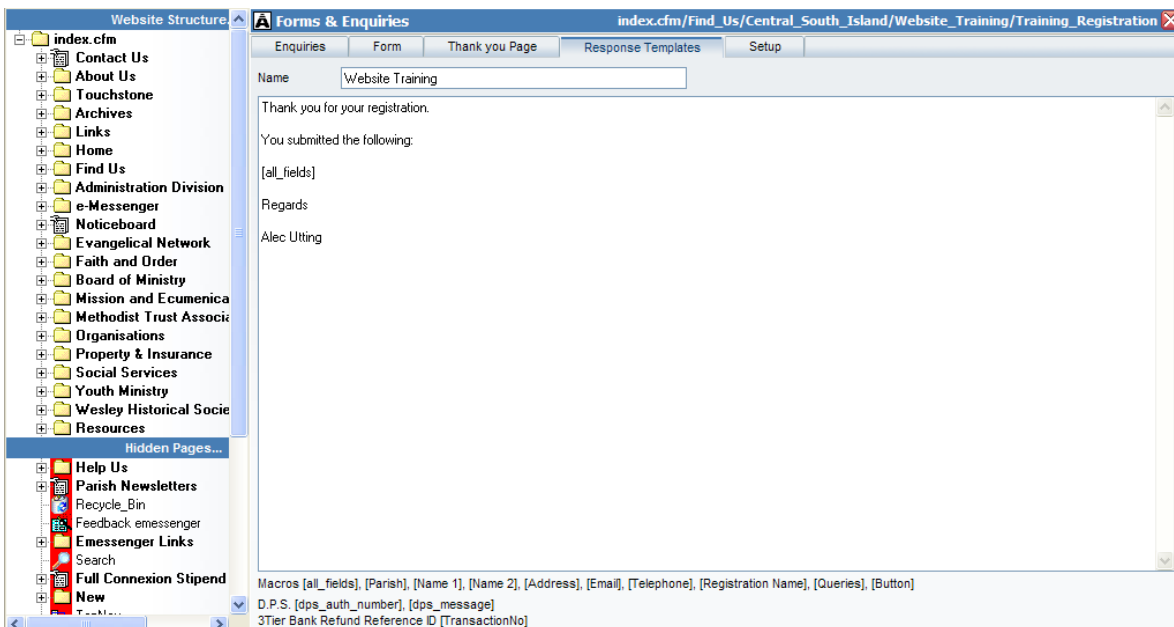 Website Structure.
index.cfm
Contact Us
About Us
Touchstone
Archives
Links
Home
Find Us
Administration Division
e-Messenger
Noticeboard
Evangelical Network
Faith and Order
Board of Ministry
Mission and Ecumenica
Methodist Trust Associa
Organisations
Property & Insurance
Social Services
Youth Ministry
Wesley Historical Socie
Resources
Hidden Pages...
Help Us
Parish Newsletters
Recycle_Bin
Feedback emessenger
Emessenger Links
Search
Full Connexion Stipend
New
Forms & Enquiries index.cfm/Find_Us/Central_South_Island/Website_Training/Training_Registration
Enquiries Form Thank you Page Response Templates Setup
Name Website Training
Thank you for your registration.
You submitted the following:
[all_fields]
Regards
Alec Utting
Macros [all_fields], [Parish], [Name 1], [Name 2], [Address], [Email], [Telephone], [Registration Name], [Queries], [Button]
D.P.S. [dps_auth_number], [dps_message]
3Tier Bank Refund Reference ID [TransactionNo]